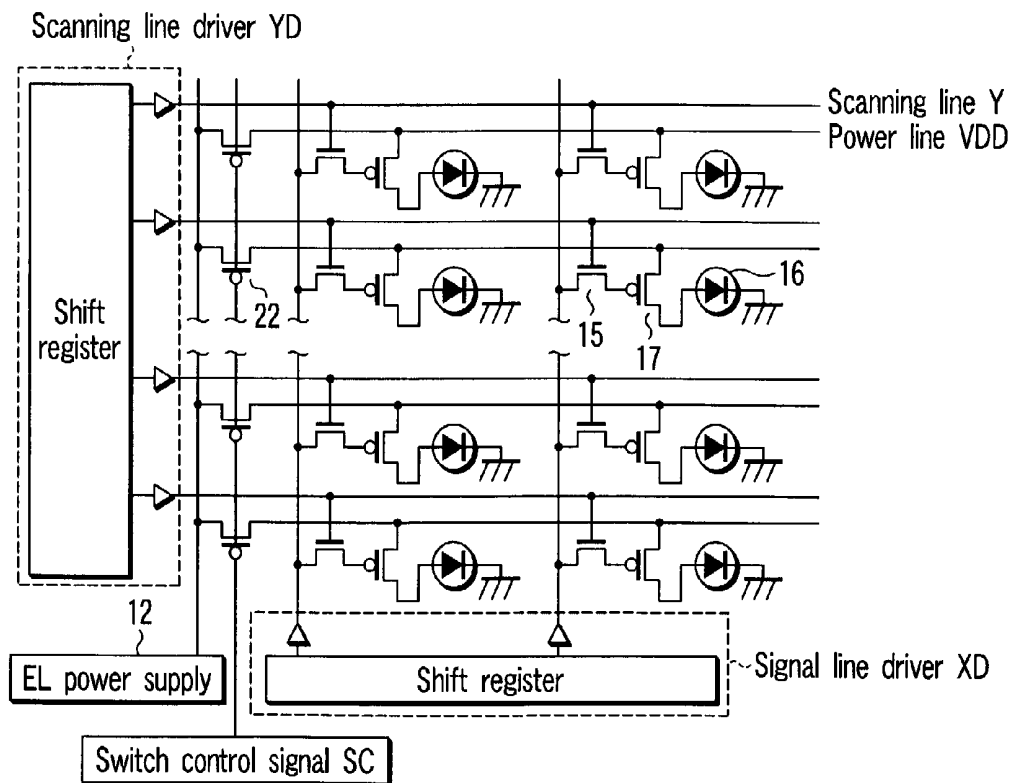 Scanning line driver YD
Scanning line Y
Power line VDD
Shift
register
22
15
16
17
12
EL power supply
Shift register
Signal line driver XD
Switch control signal SC